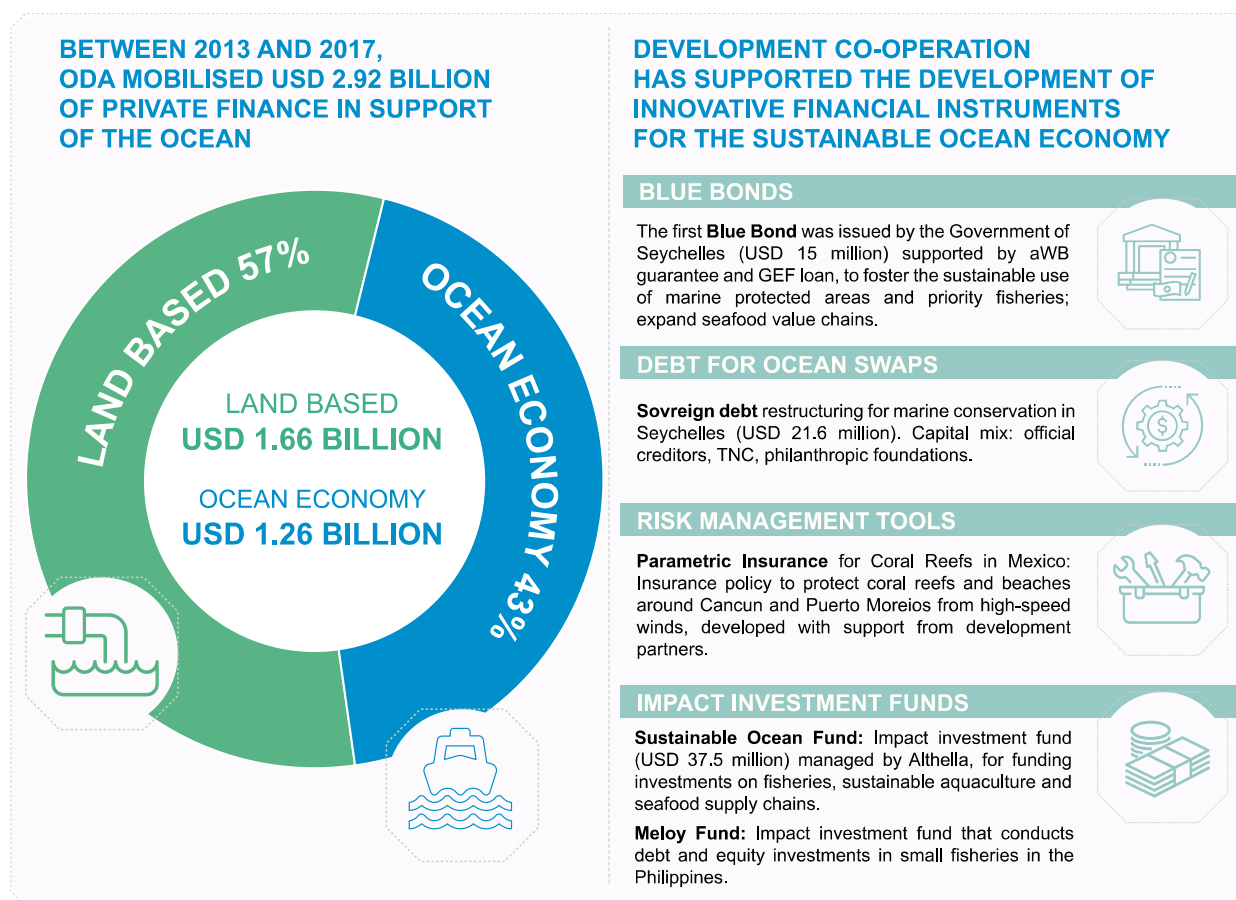 BETWEEN 2013 AND 2017,
ODA MOBILISED USD 2.92 BILLION
OF PRIVATE FINANCE IN SUPPORT
OF THE OCEAN
LAND BASED 57%
OCEAN ECONOMY 43%
LAND BASED
USD 1.66 BILLION
OCEAN ECONOMY
USD 1.26 BILLION
DEVELOPMENT CO-OPERATION
HAS SUPPORTED THE DEVELOPMENT OF
INNOVATIVE FINANCIAL INSTRUMENTS
FOR THE SUSTAINABLE OCEAN ECONOMY
BLUE BONDS
The first Blue Bond was issued by the Government of
Seychelles (USD 15 million) supported by aWB
guarantee and GEF loan, to foster the sustainable use
of marine protected areas and priority fisheries;
expand seafood value chains.
DEBT FOR OCEAN SWAPS
Sovreign debt restructuring for marine conservation in
Seychelles (USD 21.6 million). Capital mix: official
creditors, TNC, philanthropic foundations.
RISK MANAGEMENT TOOLS
Parametric Insurance for Coral Reefs in Mexico:
Insurance policy to protect coral reefs and beaches
around Cancun and Puerto Moreios from high-speed
winds, developed with support from development
partners.
IMPACT INVESTMENT FUNDS
Sustainable Ocean Fund: Impact investment fund
(USD 37.5 million) managed by Althella, for funding
investments on fisheries, sustainable aquaculture and
seafood supply chains.
Meloy Fund: Impact investment fund that conducts
debt and equity investments in small fisheries in the
Philippines.
$